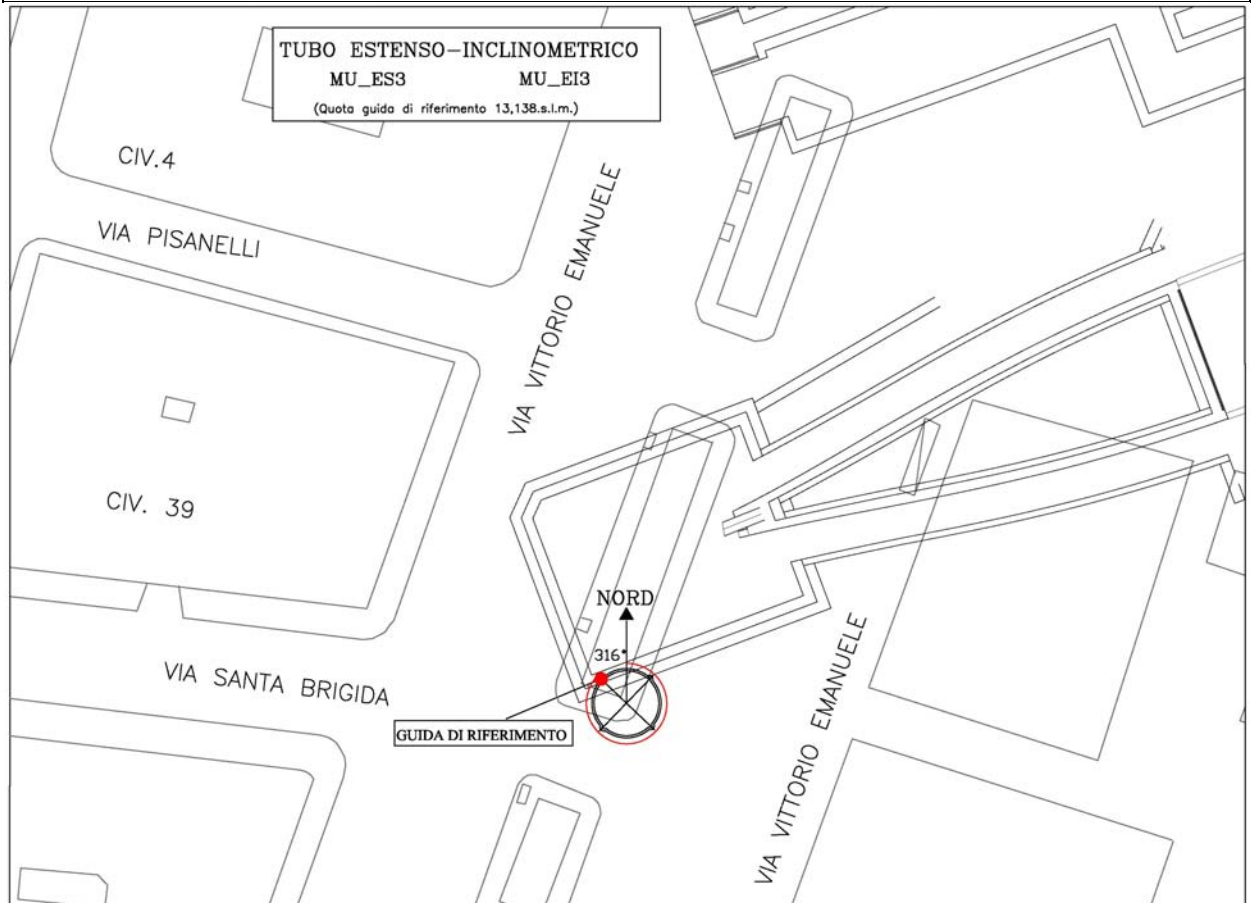 TUBO ESTENSO-INCLINOMETRICO
MU_ES3 MU_EI3
(Quota guida di riferimento 13,138.s.l.m.)
CIV.4
VIA PISANELLI
VIA VITTORIO EMANUELE
CIV. 39
NORD
316°
VIA SANTA BRIGIDA
GUIDA DI RIFERIMENTO
VIA VITTORIO EMANUELE